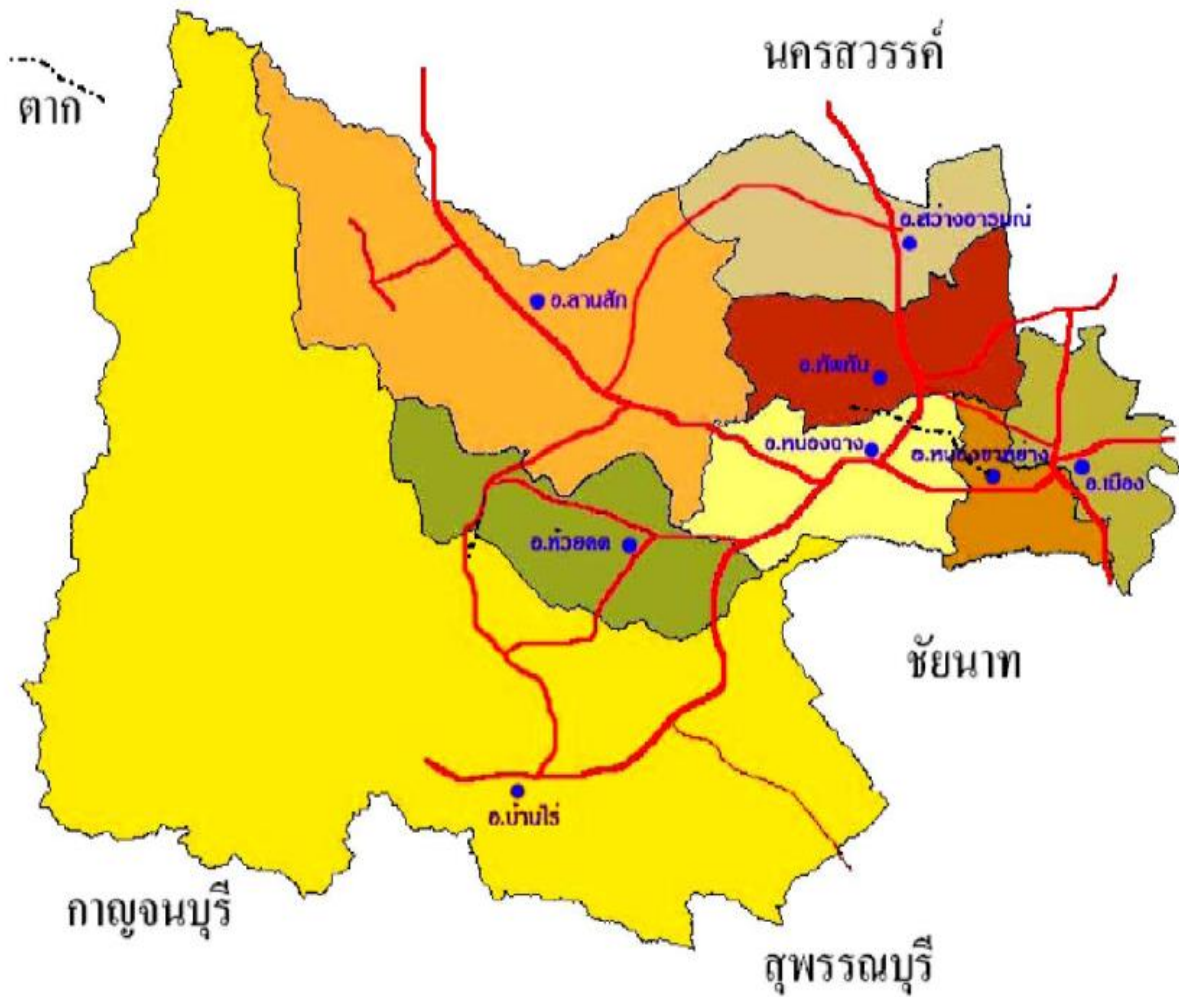 นครสวรรค์
ตาก
อ.สว่างอารมณ์
อ.ลานสัก
อ.ทัพทัน
อ.หนองฉาง
อ.หนองขาหย่าง
อ.เมือง
อ.ห้วยคต
ชัยนาท
อ.บ้านไร่
กาญจนบุรี
สุพรรณบุรี